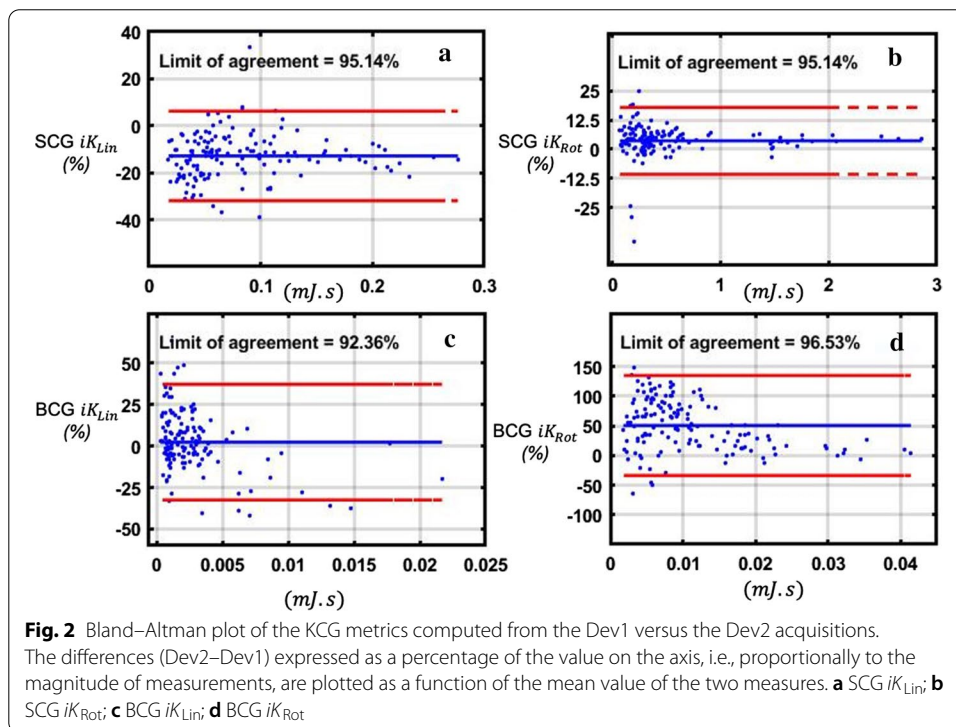 a
Limit of agreement = 95.14%
SCG iK_Lin
(%)
40
20
0
-20
-40
0
0.1
0.2
0.3
(mJ.s)
b
Limit of agreement = 95.14%
SCG iK_Rot
(%)
25
12.5
0
-12.5
-25
0
1
2
3
(mJ.s)
c
Limit of agreement = 92.36%
BCG iK_Lin
(%)
50
25
0
-25
-50
0
0.005
0.01
0.015
0.02
0.025
(mJ.s)
d
Limit of agreement = 96.53%
BCG iK_Rot
(%)
150
100
50
0
-50
-100
0
0.01
0.02
0.03
0.04
(mJ.s)
Fig. 2 Bland–Altman plot of the KCG metrics computed from the Dev1 versus the Dev2 acquisitions.
The differences (Dev2–Dev1) expressed as a percentage of the value on the axis, i.e., proportionally to the
magnitude of measurements, are plotted as a function of the mean value of the two measures. a SCG iK_Lin; b
SCG iK_Rot; c BCG iK_Lin; d BCG iK_Rot